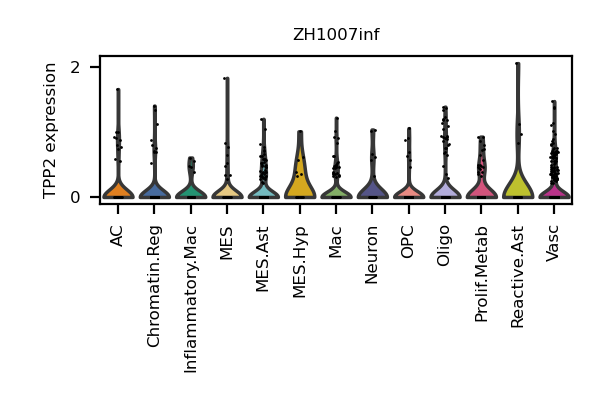 ZH1007inf
TPP2 expression
2
0
AC
Chromatin.Reg
Inflammatory.Mac
MES
MES.Ast
MES.Hyp
Mac
Neuron
OPC
Oligo
Prolif.Metab
Reactive.Ast
Vasc